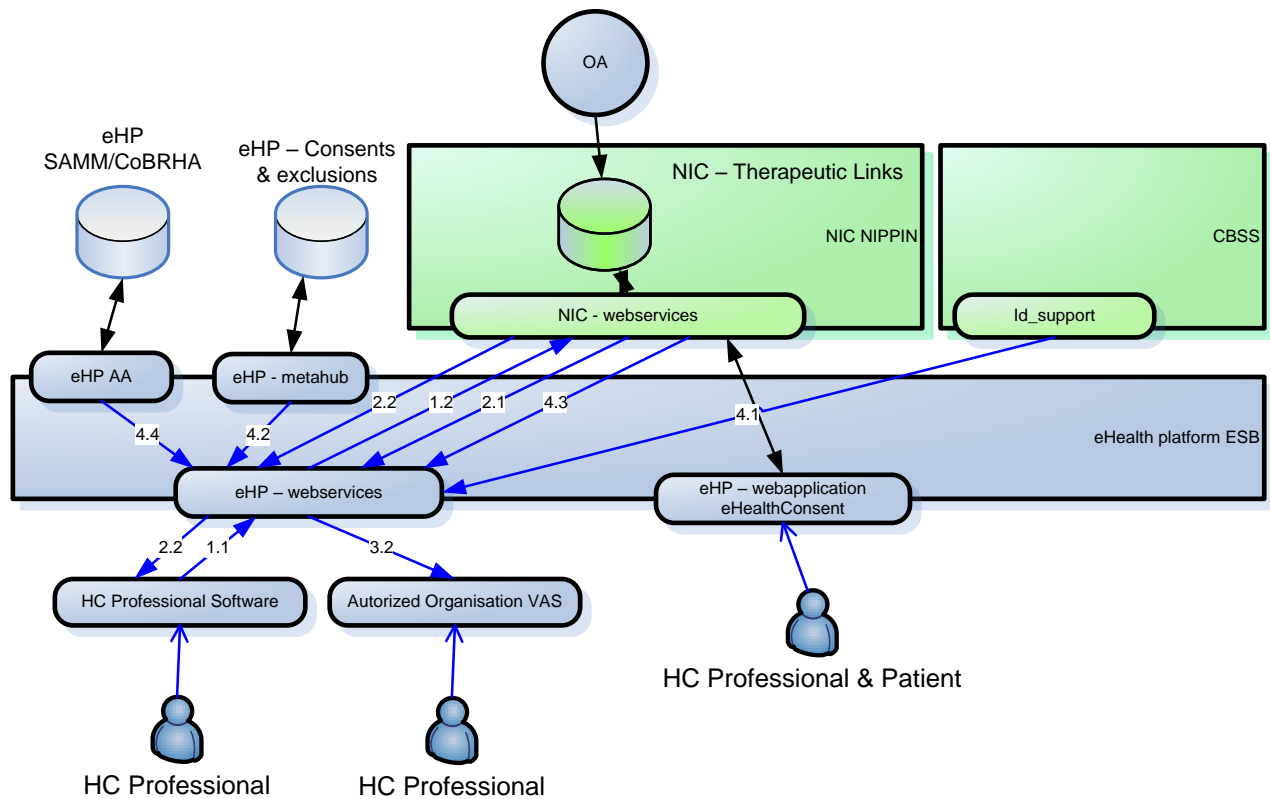 OA
eHP
SAMM/CoBRHA
eHP – Consents
& exclusions
NIC – Therapeutic Links
NIC NIPPIN
CBSS
NIC - webservices
Id_support
eHP AA
eHP - metahub
2.2
1.2
2.1
4.3
4.1
4.4
4.2
eHealth platform ESB
eHP – webservices
eHP – webapplication
eHealthConsent
2.2
1.1
3.2
HC Professional Software
Autorized Organisation VAS
HC Professional & Patient
HC Professional
HC Professional